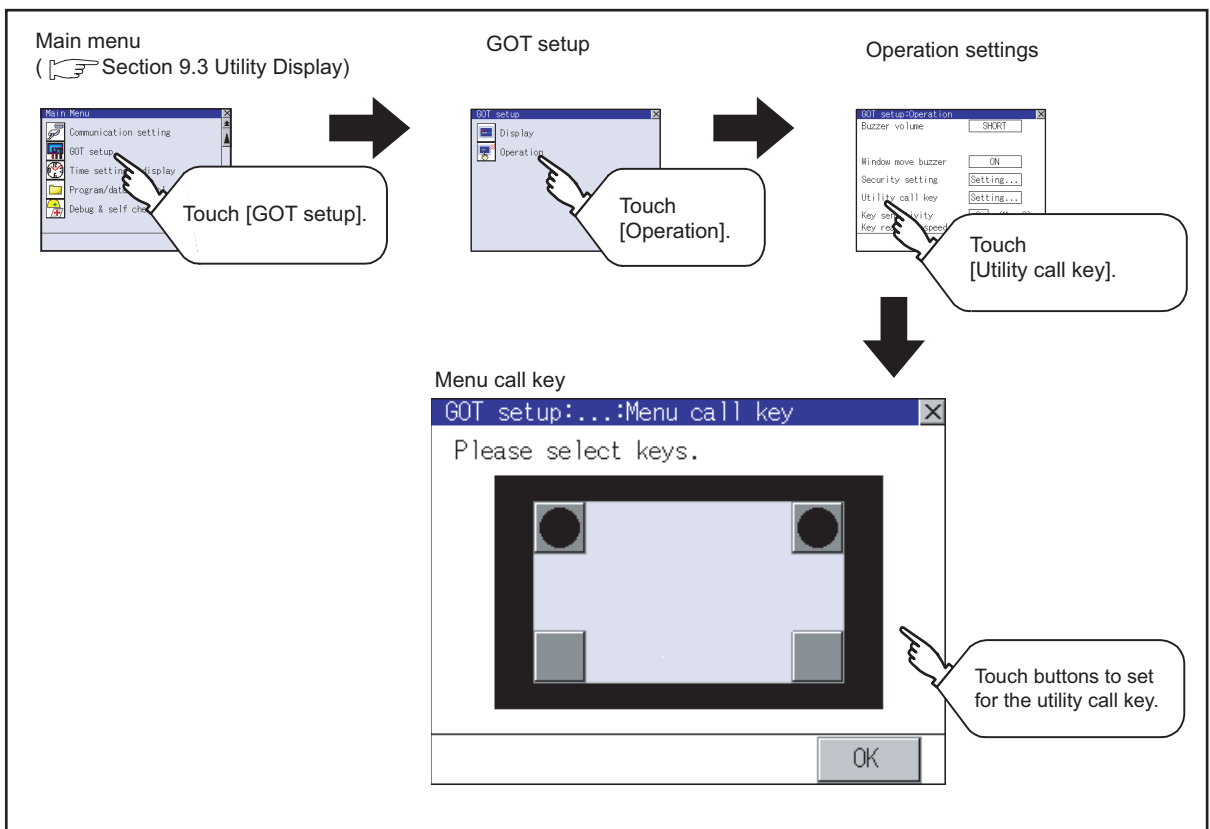 Main menu
( Section 9.3 Utility Display)
GOT setup
Operation settings
Main Menu
Communication setting
GOT setup
Time setting display
Program/data
Debug & self
Touch [GOT setup].
GOT setup
Display
Operation
Touch
[Operation].
GOT setup:Operation
Buzzer volume SHORT
Window move buzzer ON
Security setting Setting...
Utility call key Setting...
Key
Key speed
Touch
[Utility call key].
Menu call key
GOT setup:...:Menu call key
Please select keys.
Touch buttons to set
for the utility call key.
OK